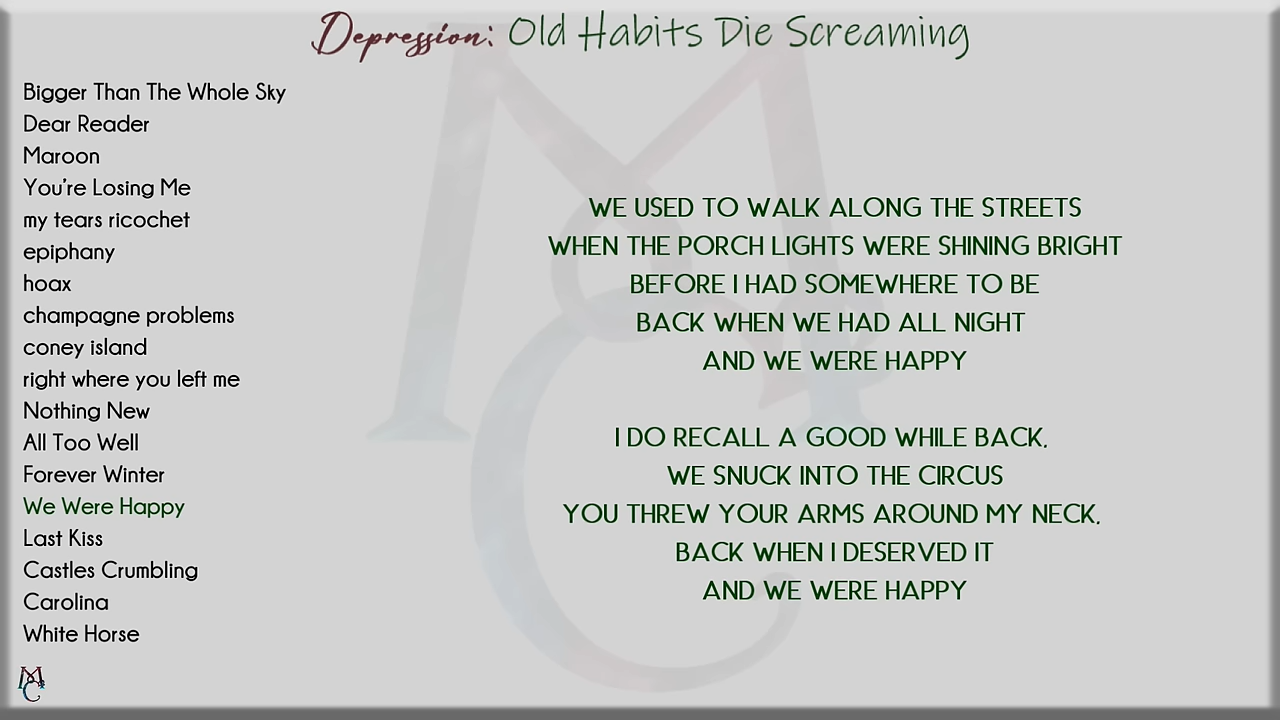 Depression: Old Habits Die Screaming
Bigger Than The Whole Sky
Dear Reader
Maroon
You're Losing Me
my tears ricochet
epiphany
hoax
champagne problems
coney island
right where you left me
Nothing New
All Too Well
Forever Winter
We Were Happy
Last Kiss
Castles Crumbling
Carolina
White Horse
WE USED TO WALK ALONG THE STREETS
WHEN THE PORCH LIGHTS WERE SHINING BRIGHT
BEFORE I HAD SOMEWHERE TO BE
BACK WHEN WE HAD ALL NIGHT
AND WE WERE HAPPY
I DO RECALL A GOOD WHILE BACK,
WE SNUCK INTO THE CIRCUS
YOU THREW YOUR ARMS AROUND MY NECK,
BACK WHEN I DESERVED IT
AND WE WERE HAPPY